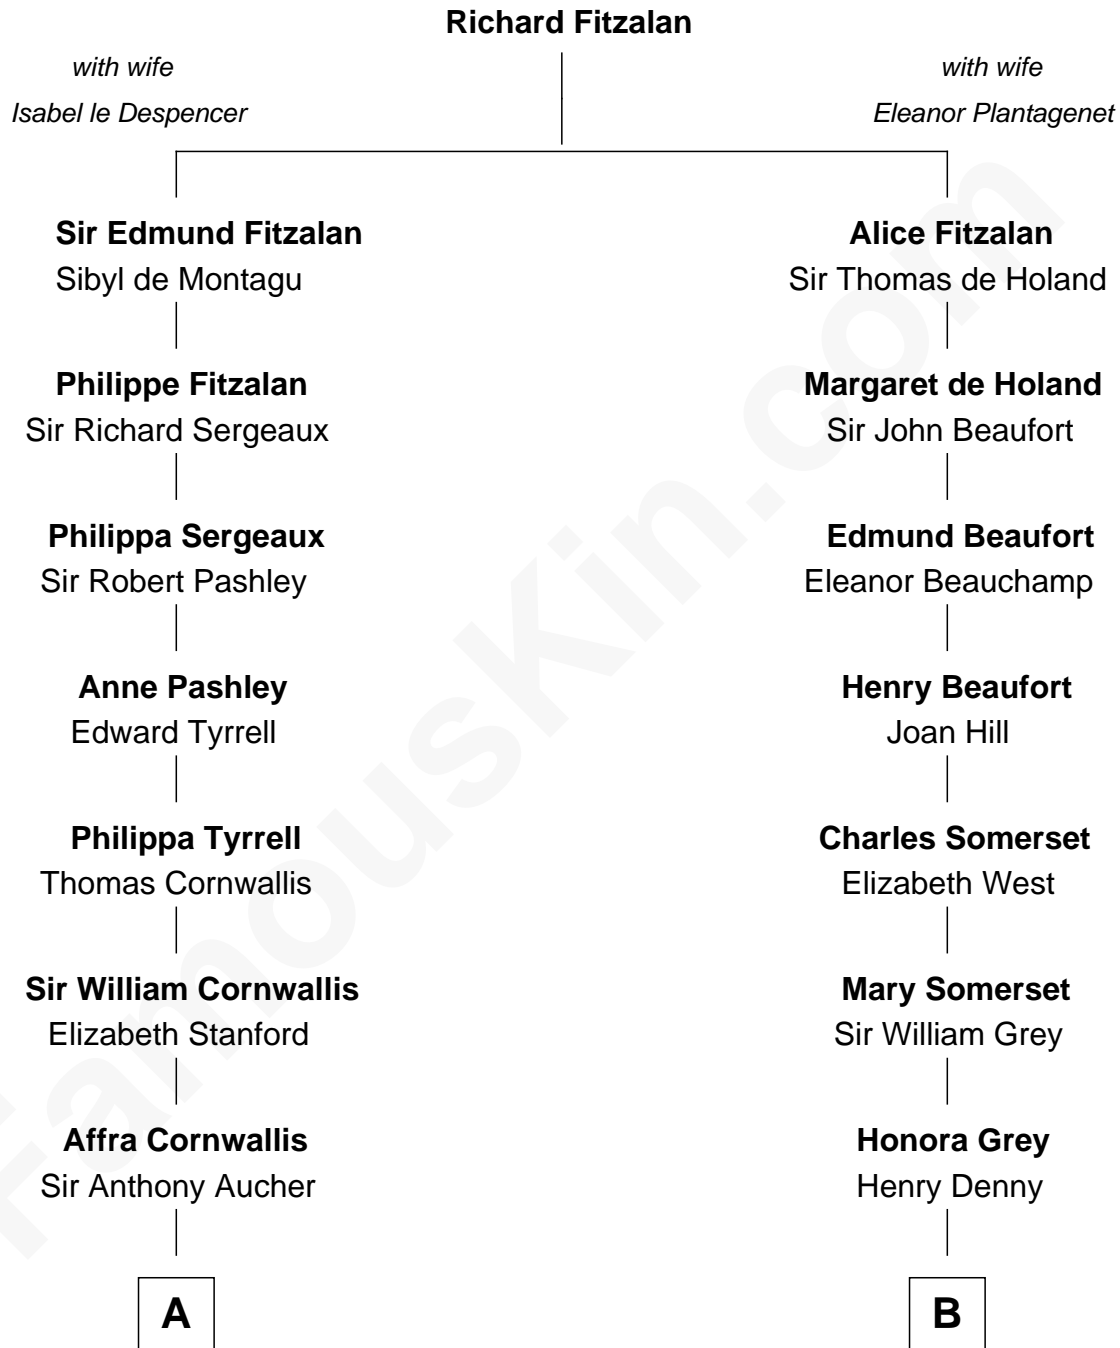 Richard Fitzalan
with wife
Isabel le Despencer
with wife
Eleanor Plantagenet
Sir Edmund Fitzalan
Sibyl de Montagu
Alice Fitzalan
Sir Thomas de Holand
Philippe Fitzalan
Sir Richard Sergeaux
Margaret de Holand
Sir John Beaufort
Philippa Sergeaux
Sir Robert Pashley
Edmund Beaufort
Eleanor Beauchamp
Anne Pashley
Edward Tyrrell
Henry Beaufort
Joan Hill
Philippa Tyrrell
Thomas Cornwallis
Charles Somerset
Elizabeth West
Sir William Cornwallis
Elizabeth Stanford
Mary Somerset
Sir William Grey
Affra Cornwallis
Sir Anthony Aucher
Honora Grey
Henry Denny
A
B
FamousKin.com